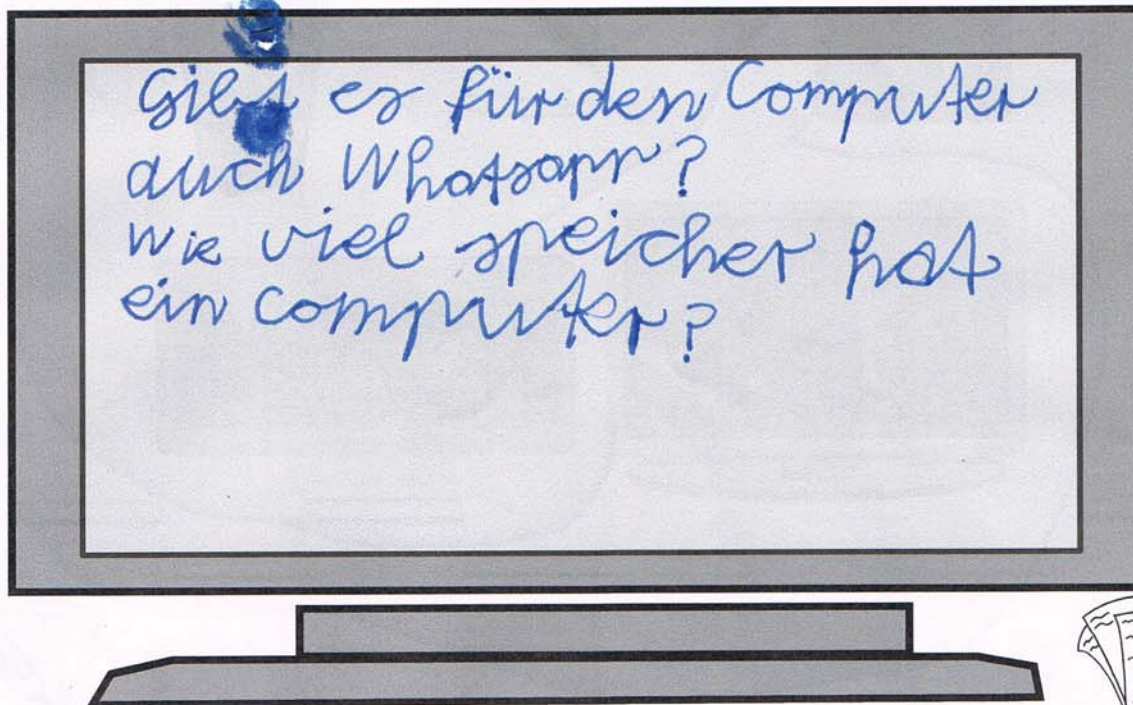 Gibt es für den Computer
auch Whatsapp?
Wie viel speicher hat
ein computer?